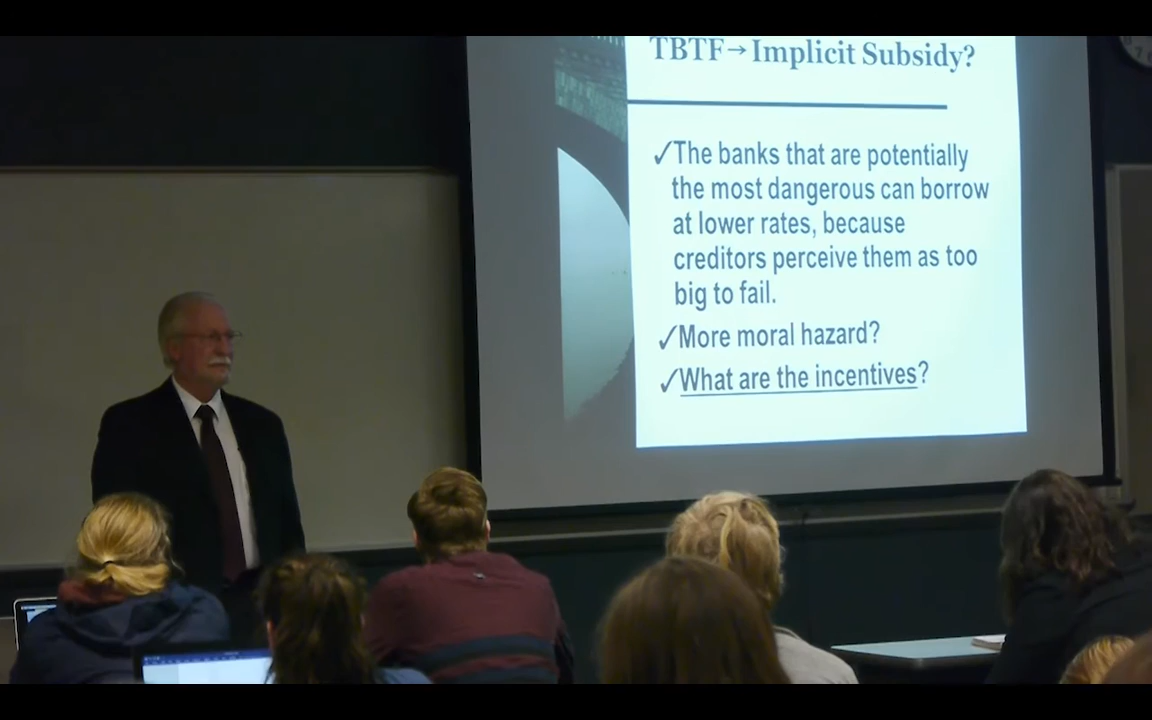 TBTF→Implicit Subsidy?
✓The banks that are potentially
the most dangerous can borrow
at lower rates, because
creditors perceive them as too
big to fail.
✓More moral hazard?
✓What are the incentives?